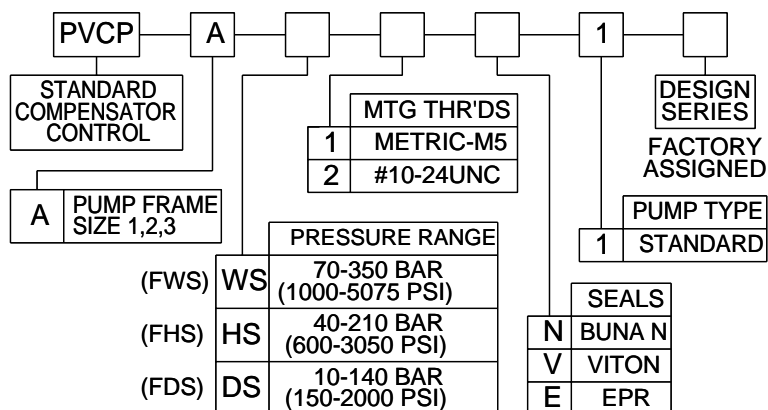 PVCP A 1
STANDARD
COMPENSATOR
CONTROL
DESIGN
SERIES
FACTORY
ASSIGNED
MTG THR'DS
1 METRIC-M5
2 #10-24UNC
A PUMP FRAME
SIZE 1,2,3
PUMP TYPE
1 STANDARD
PRESSURE RANGE
(FWS) WS 70-350 BAR
(1000-5075 PSI)
(FHS) HS 40-210 BAR
(600-3050 PSI)
(FDS) DS 10-140 BAR
(150-2000 PSI)
SEALS
N BUNA N
V VITON
E EPR